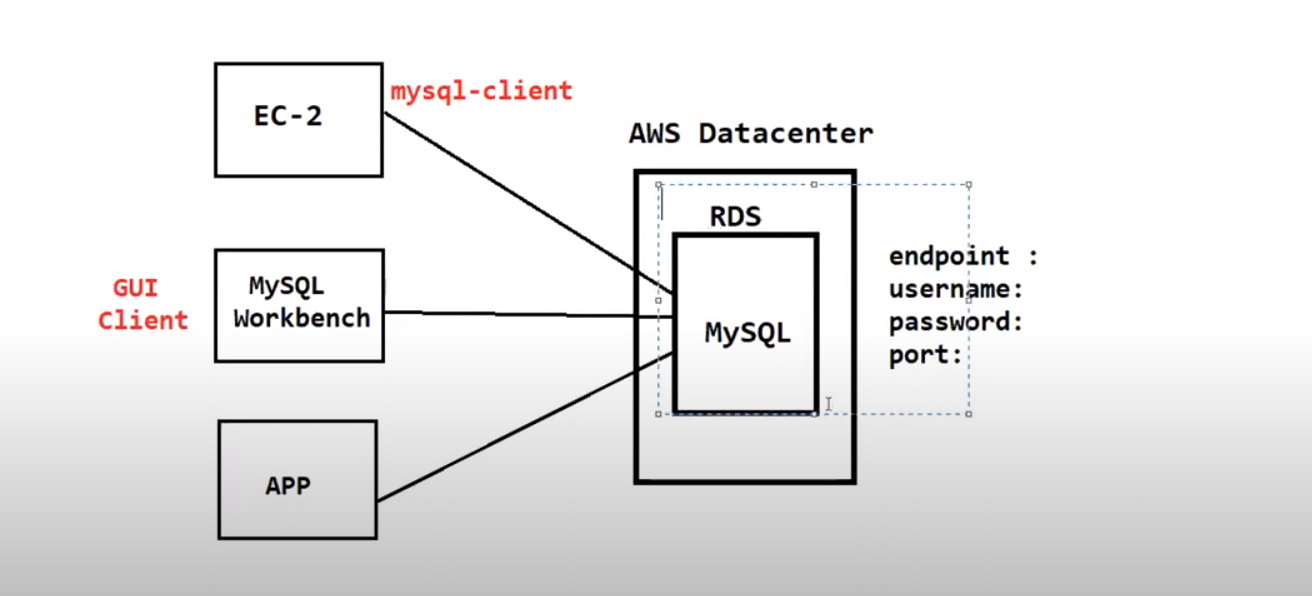 EC-2
mysql-client
AWS Datacenter
RDS
MySQL
endpoint :
username:
password:
port:
GUI
Client
MySQL
Workbench
APP